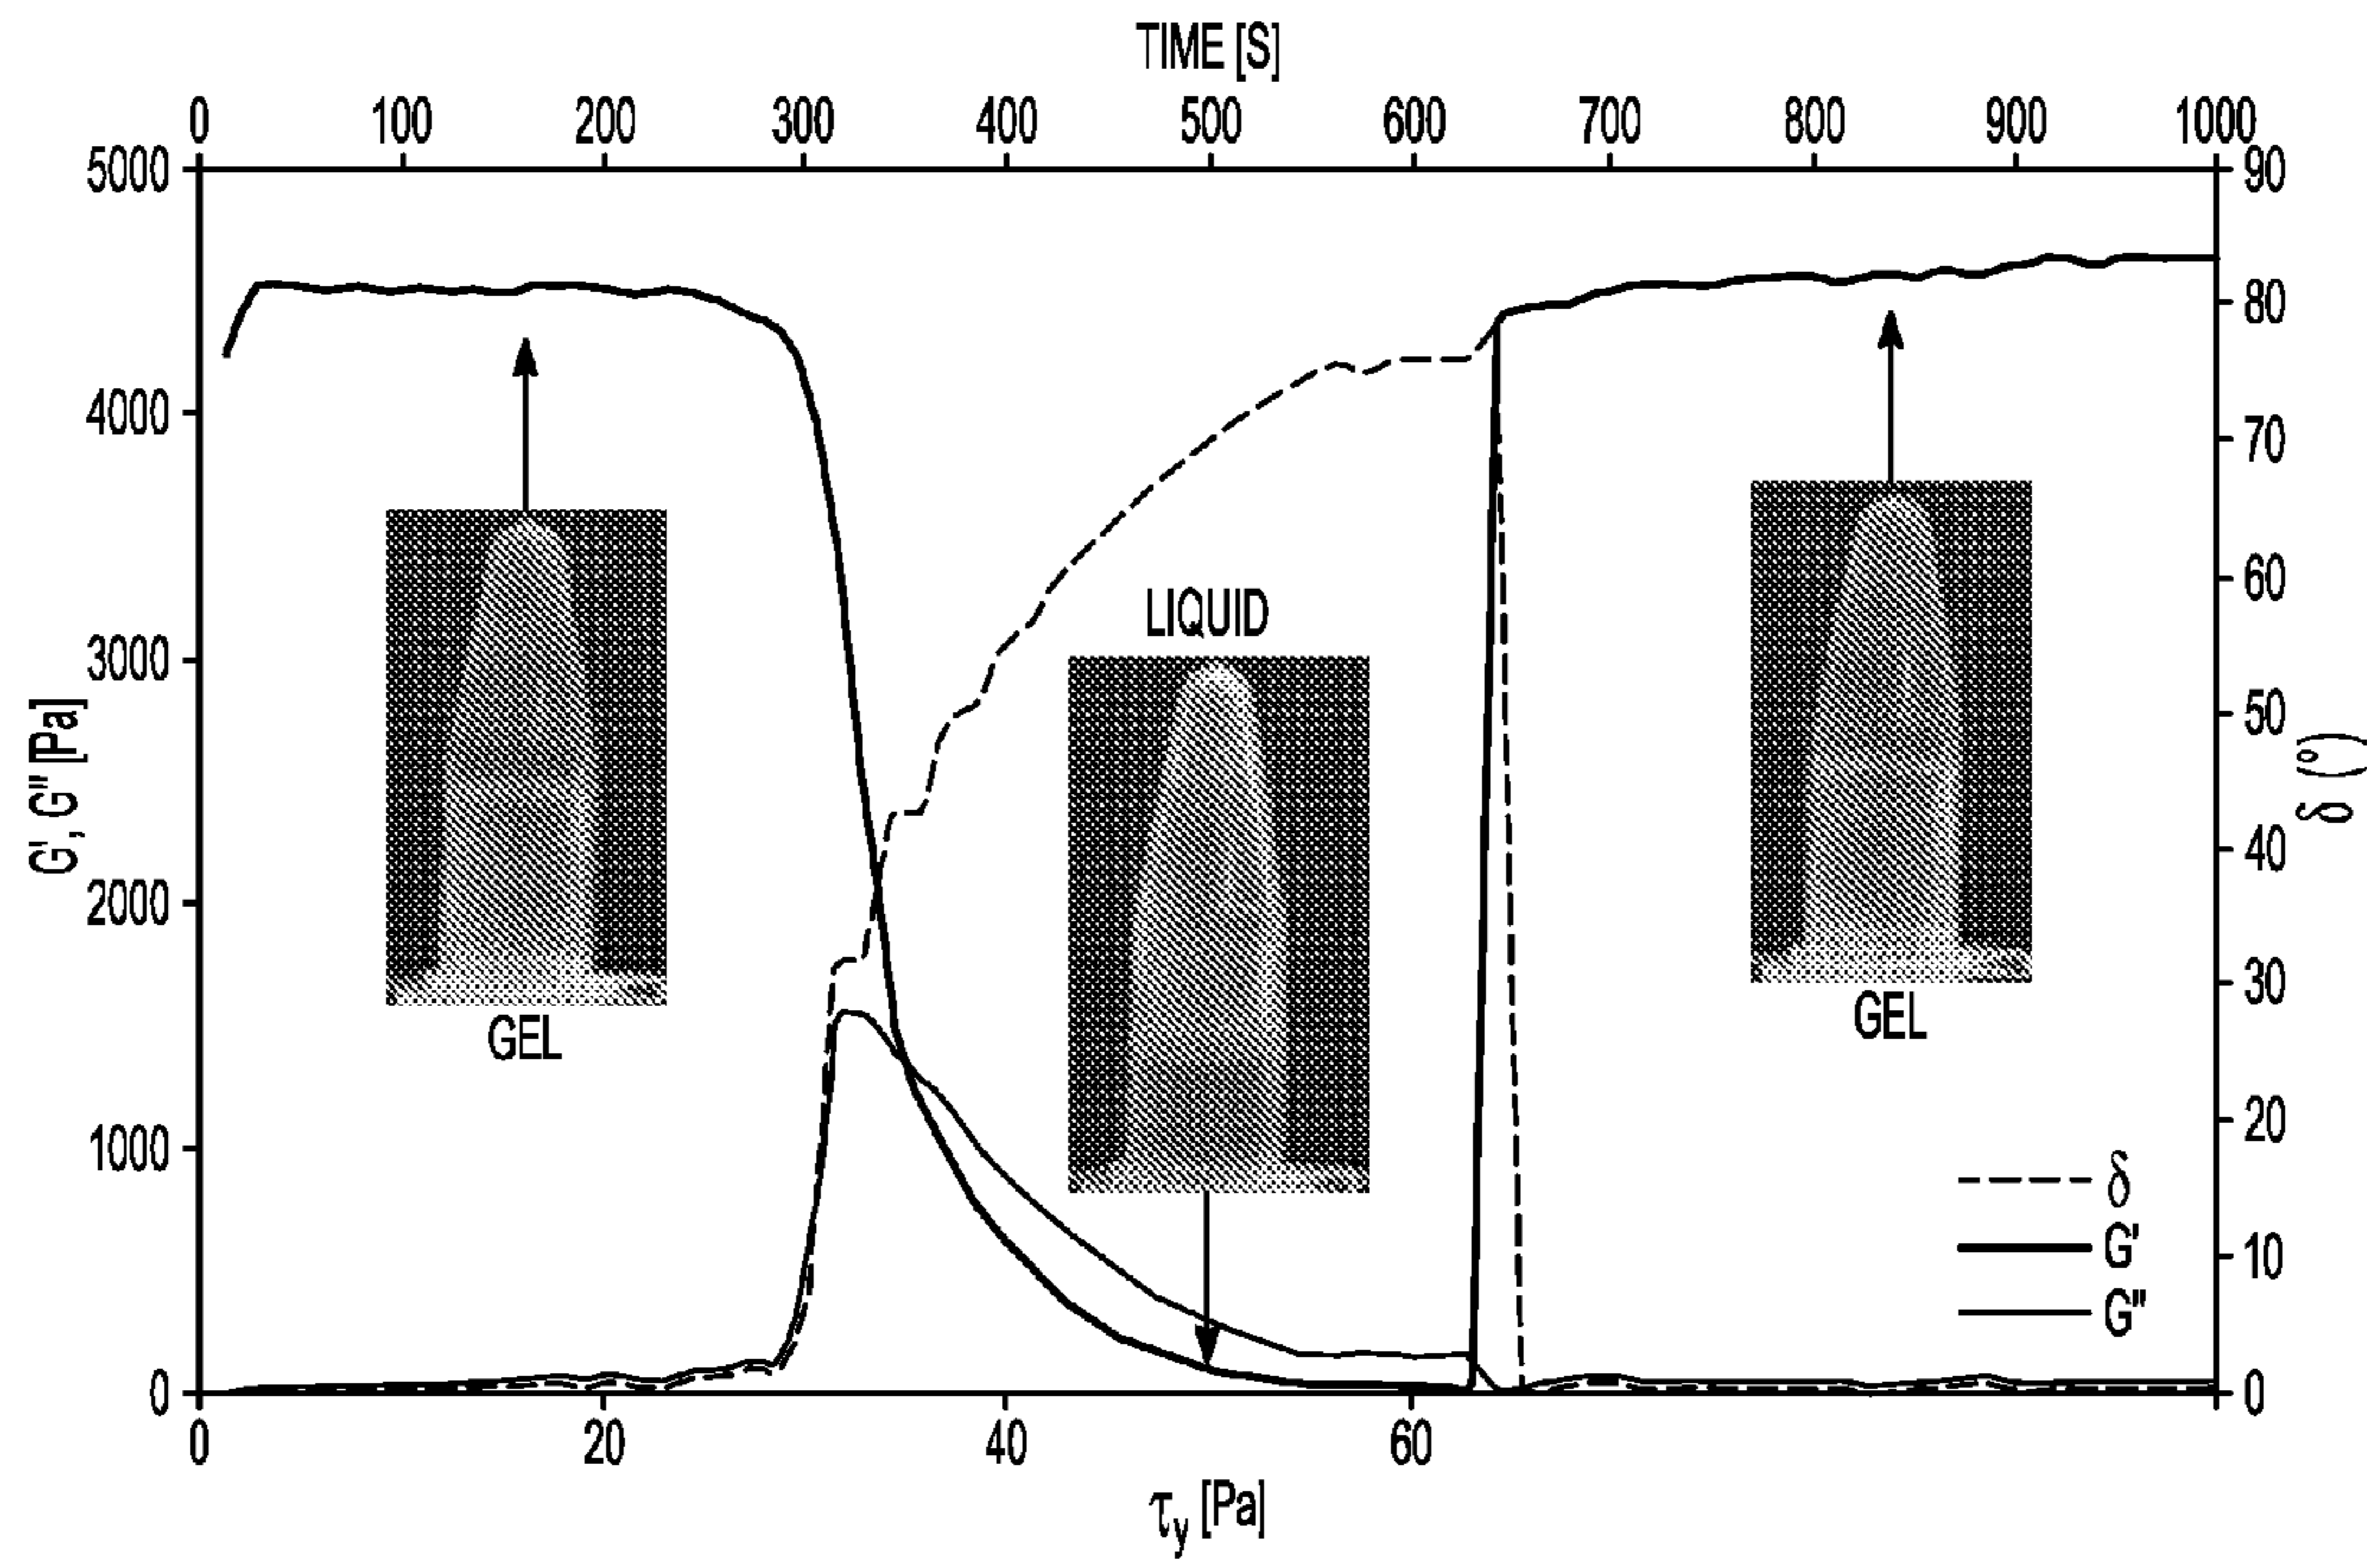 TIME [S]
0 100 200 300 400 500 600 700 800 900 1000
5000 90
80
4000 70
60
LIQUID
3000
50
G', G" [Pa] δ (°)
40
2000
30
GEL GEL
20
1000
δ
G' 10
G"
0 0
0 20 40 60
τy [Pa]